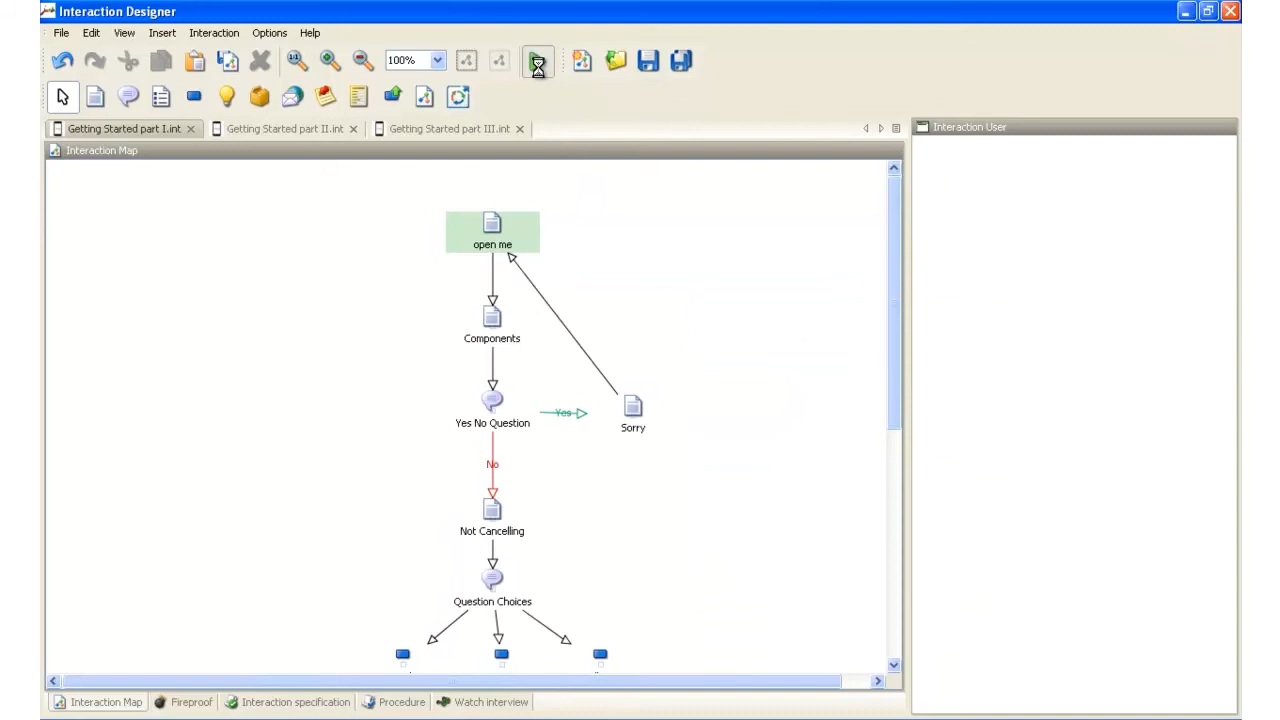 Interaction Designer
File Edit View Insert Interaction Options Help
100%
Getting Started part I.int Getting Started part II.int Getting Started part III.int
Interaction Map
Interaction User
open me
Components
Yes No Question
Yes
Sorry
No
Not Cancelling
Question Choices
Interaction Map Fireproof Interaction specification Procedure Watch interview